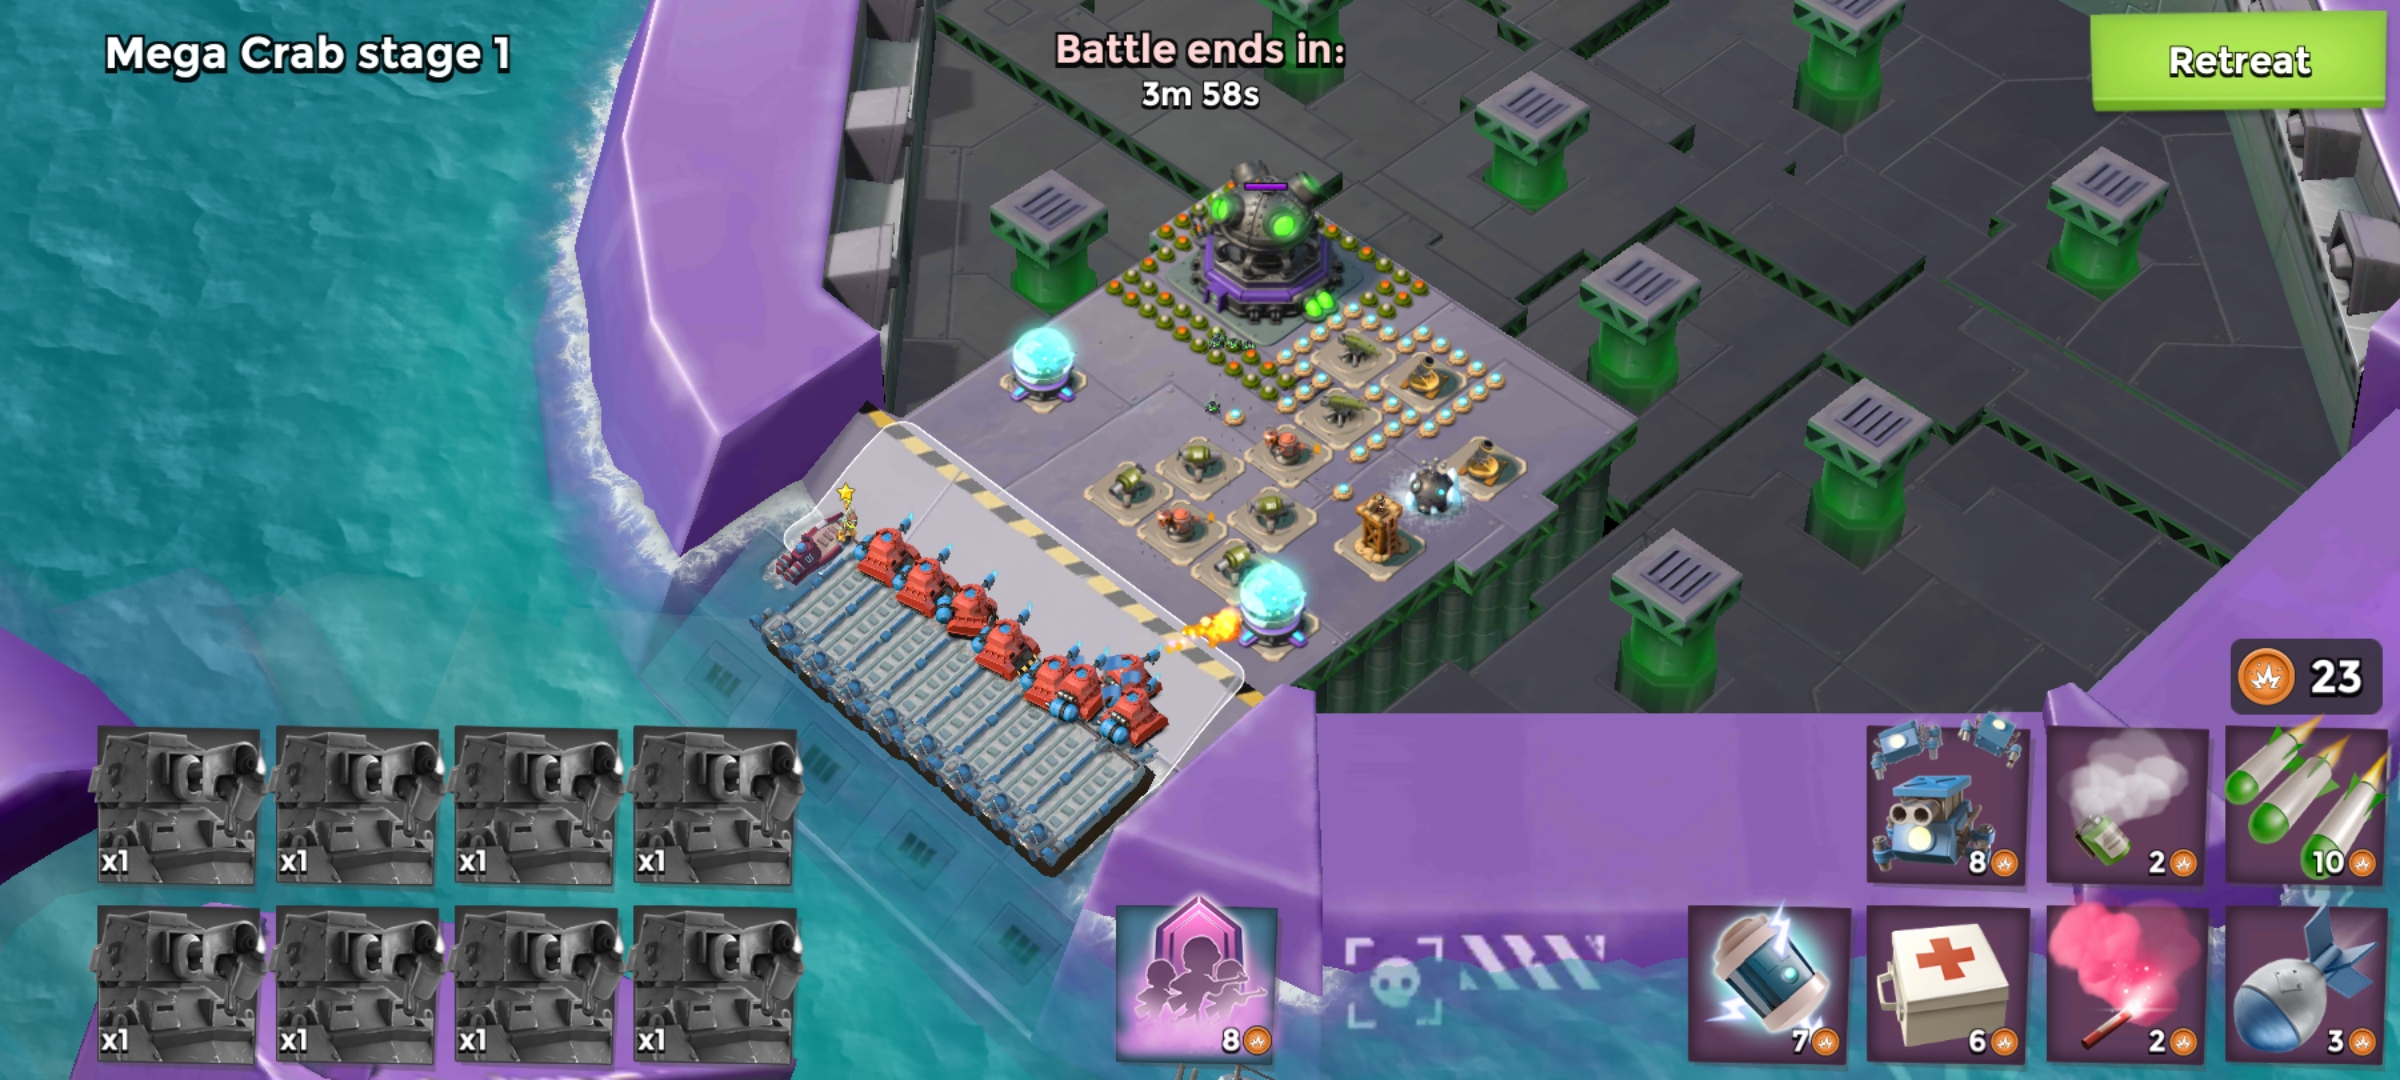 Mega Crab stage 1
Battle ends in:
3m 58s
Retreat
23
8
2
10
x1
x1
x1
x1
x1
x1
x1
x1
8
7
6
2
3